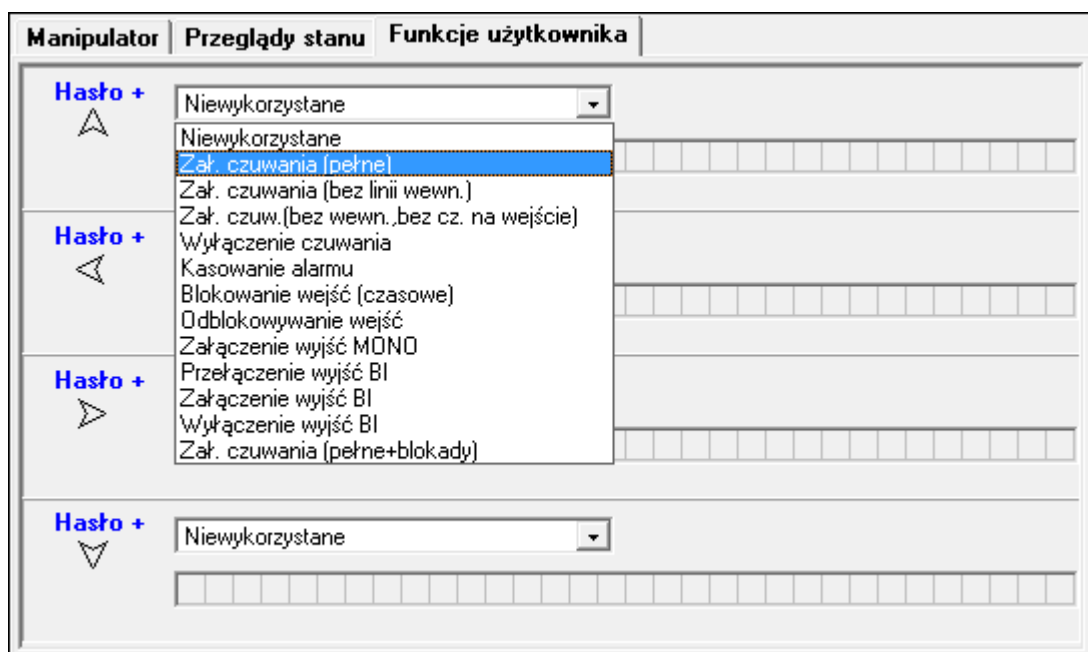 Manipulator Przeglądy stanu Funkcje użytkownika
Hasło +
Niewykorzystane
Niewykorzystane
Zał. czuwania (pełne)
Zał. czuwania (bez linii wewn.)
Zał. czuw.(bez wewn.,bez cz. na wejście)
Hasło +
Wyłączenie czuwania
Kasowanie alarmu
Blokowanie wejść (czasowe)
Odblokowywanie wejść
Załączenie wyjść MONO
Przełączenie wyjść BI
Hasło +
Załączenie wyjść BI
Wyłączenie wyjść BI
Zał. czuwania (pełne+blokady)
Hasło +
Niewykorzystane